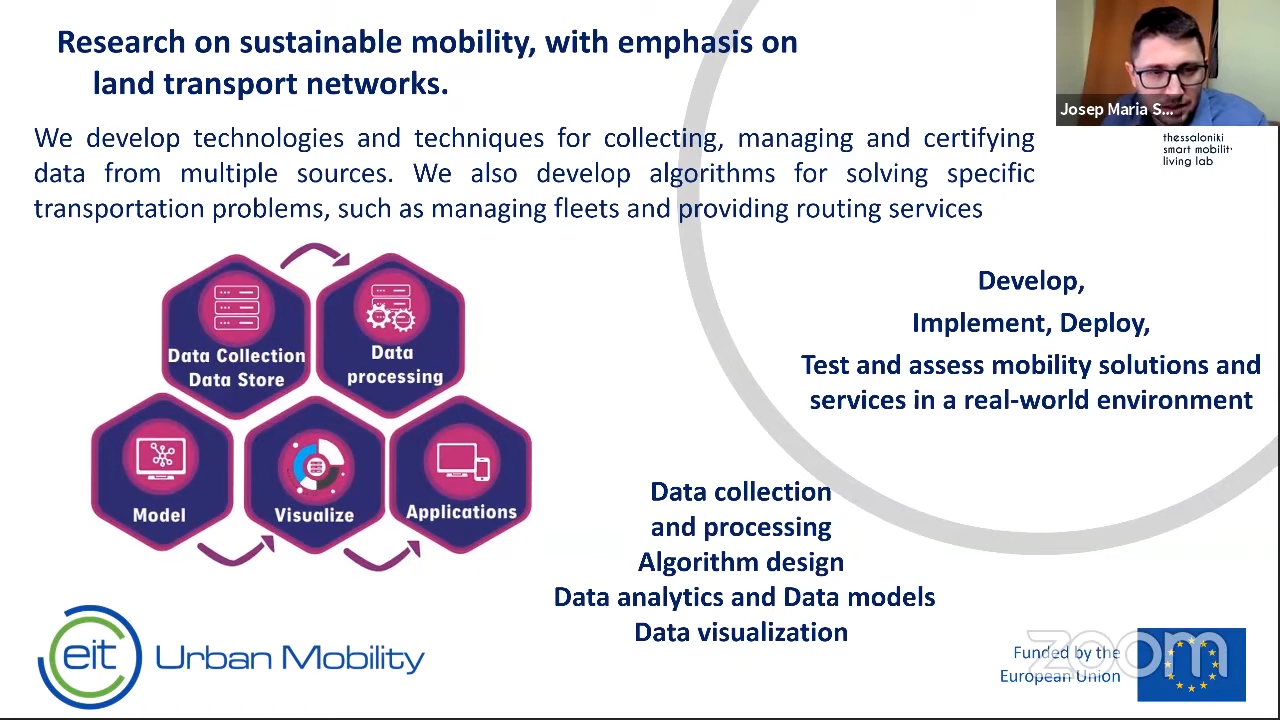 Research on sustainable mobility, with emphasis on
land transport networks.
Josep Maria S...
thessaloniki
smart mobility
living lab
We develop technologies and techniques for collecting, managing and certifying
data from multiple sources. We also develop algorithms for solving specific
transportation problems, such as managing fleets and providing routing services
Data Collection
Data Store
Data
processing
Model
Visualize
Applications
Develop,
Implement, Deploy,
Test and assess mobility solutions and
services in a real-world environment
Data collection
and processing
Algorithm design
Data analytics and Data models
Data visualization
eit Urban Mobility
Funded by the
European Union
zoom